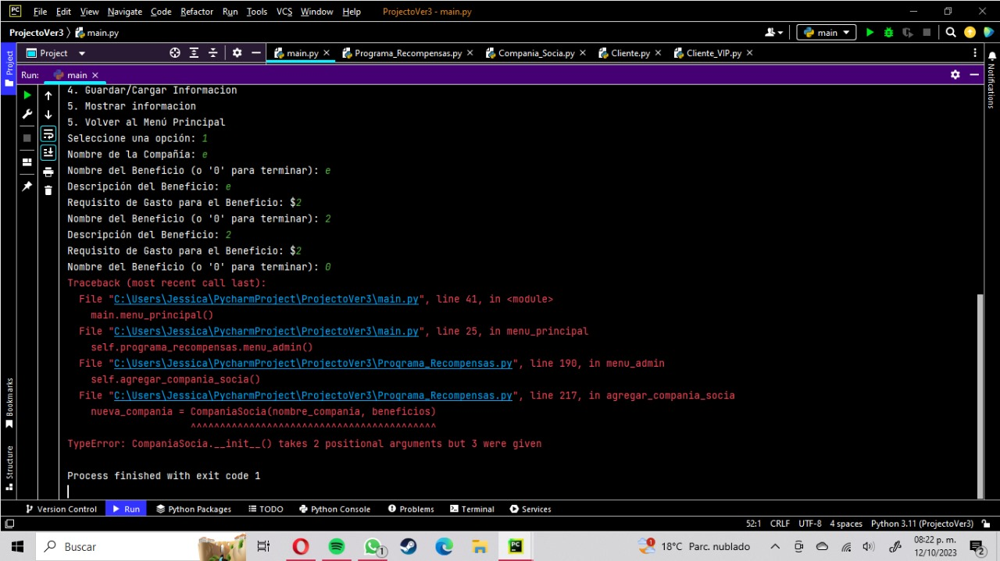 PC File Edit View Navigate Code Refactor Run Tools VCS Window Help ProjectoVer3 - main.py
ProjectoVer3 main.py main
Project main.py Programa_Recompensas.py Compania_Socia.py Cliente.py Cliente_VIP.py
Project
Notifications
Run: main
4. Guardar/Cargar Informacion
5. Mostrar informacion
5. Volver al Menú Principal
Seleccione una opción: 1
Nombre de la Compañía: e
Nombre del Beneficio (o '0' para terminar): e
Descripción del Beneficio: e
Requisito de Gasto para el Beneficio: $2
Nombre del Beneficio (o '0' para terminar): 2
Descripción del Beneficio: 2
Requisito de Gasto para el Beneficio: $2
Nombre del Beneficio (o '0' para terminar): 0
Traceback (most recent call last):
File "C:\Users\Jessica\PycharmProject\ProjectoVer3\main.py", line 41, in <module>
main.menu_principal()
File "C:\Users\Jessica\PycharmProject\ProjectoVer3\main.py", line 25, in menu_principal
self.programa_recompensas.menu_admin()
File "C:\Users\Jessica\PycharmProject\ProjectoVer3\Programa_Recompensas.py", line 190, in menu_admin
self.agregar_compania_socia()
File "C:\Users\Jessica\PycharmProject\ProjectoVer3\Programa_Recompensas.py", line 217, in agregar_compania_socia
nueva_compania = CompaniaSocia(nombre_compania, beneficios)
^^^^^^^^^^^^^^^^^^^^^^^^^^^^^^^^^^^^^^^^^^
TypeError: CompaniaSocia.__init__() takes 2 positional arguments but 3 were given
Process finished with exit code 1
Bookmarks
Structure
Version Control Run Python Packages TODO Python Console Problems Terminal Services
52:1 CRLF UTF-8 4 spaces Python 3.11 (ProjectoVer3)
Buscar 1 PC 1 18°C Parc. nublado 08:22 p. m. 2
12/10/2023